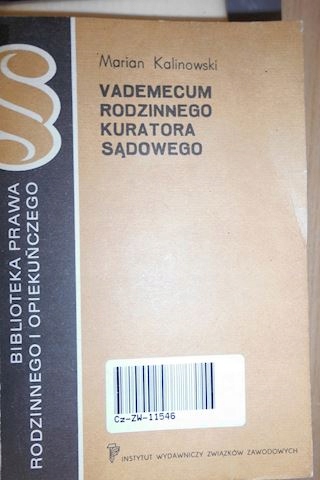 Marian Kalinowski
VADEMECUM
RODZINNEGO
KURATORA
SĄDOWEGO
BIBLIOTEKA PRAWA
RODZINNEGO I OPIEKUŃCZEGO
Cz-ZW-11546
INSTYTUT WYDAWNICZY ZWIĄZKÓW ZAWODOWYCH